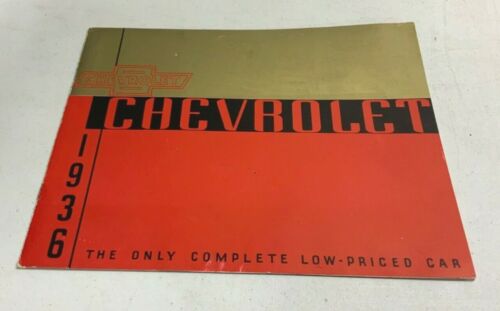 CHEVROLET
CHEVROLET
1936
THE ONLY COMPLETE LOW-PRICED CAR